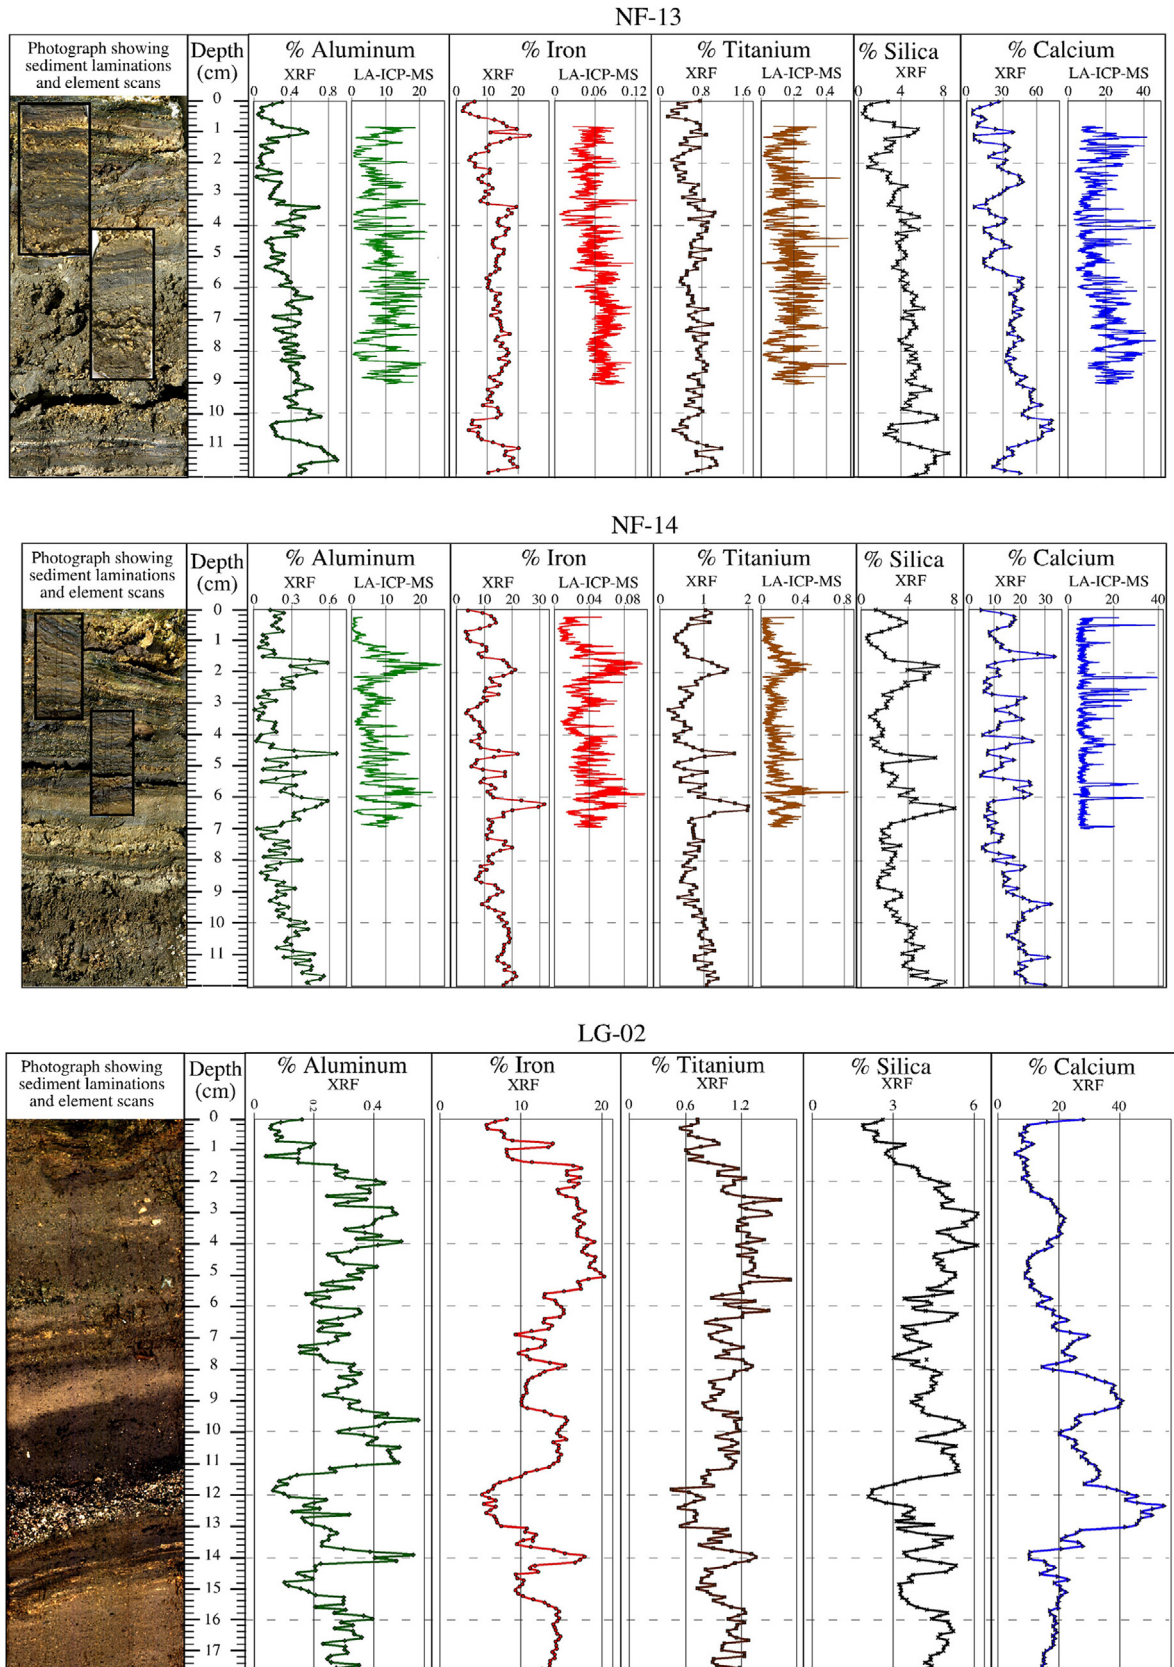 NF-13
Photograph showing
sediment laminations
and element scans
Depth
(cm)
% Aluminum
XRF LA-ICP-MS
% Iron
XRF LA-ICP-MS
% Titanium
XRF LA-ICP-MS
% Silica
XRF
% Calcium
XRF LA-ICP-MS
0 0.4 0.8 0 10 20
0 10 20 0 0.06 0.12
0 0.8 1.6 0 0.2 0.4
0 4 8
0 30 60 0 20 40
0
1
2
3
4
5
6
7
8
9
10
11
NF-14
Photograph showing
sediment laminations
and element scans
Depth
(cm)
% Aluminum
XRF LA-ICP-MS
% Iron
XRF LA-ICP-MS
% Titanium
XRF LA-ICP-MS
% Silica
XRF
% Calcium
XRF LA-ICP-MS
0 0.3 0.6 0 10 20
0 10 20 30 0 0.04 0.08
0 1 2 0 0.4 0.8
0 4 8
0 10 20 30 0 20 40
0
1
2
3
4
5
6
7
8
9
10
11
LG-02
Photograph showing
sediment laminations
and element scans
Depth
(cm)
% Aluminum
XRF
% Iron
XRF
% Titanium
XRF
% Silica
XRF
% Calcium
XRF
0 0.4
0 10 20
0 0.6 1.2
0 3 6
0 20 40
0
1
2
3
4
5
6
7
8
9
10
11
12
13
14
15
16
17